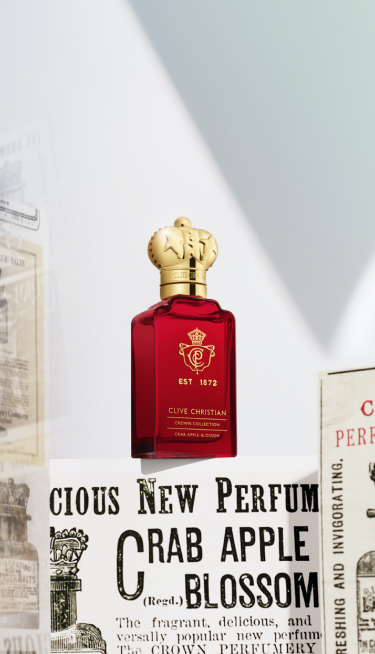 EST 1872
CLIVE CHRISTIAN
CROWN COLLECTION
CRAB APPLE BLOSSOM
CIOUS NEW PERFUM
CRAB APPLE
(Regd.) BLOSSOM
The fragrant, delicious, and
versally popular new perfum
The CROWN PERFUMERY
C
PERF
RESHING AND INVIGORATING.